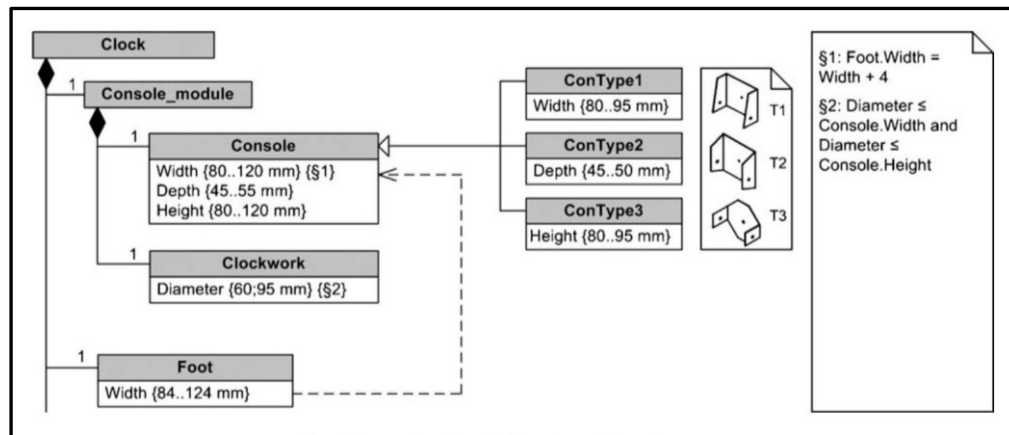 Clock
1
Console_module
1
Console
Width {80..120 mm} {§1}
Depth {45..55 mm}
Height {80..120 mm}
1
Clockwork
Diameter {60;95 mm} {§2}
1
Foot
Width {84..124 mm}
ConType1
Width {80..95 mm}
ConType2
Depth {45..50 mm}
ConType3
Height {80..95 mm}
T1
T2
T3
§1: Foot.Width =
Width + 4
§2: Diameter ≤
Console.Width and
Diameter ≤
Console.Height